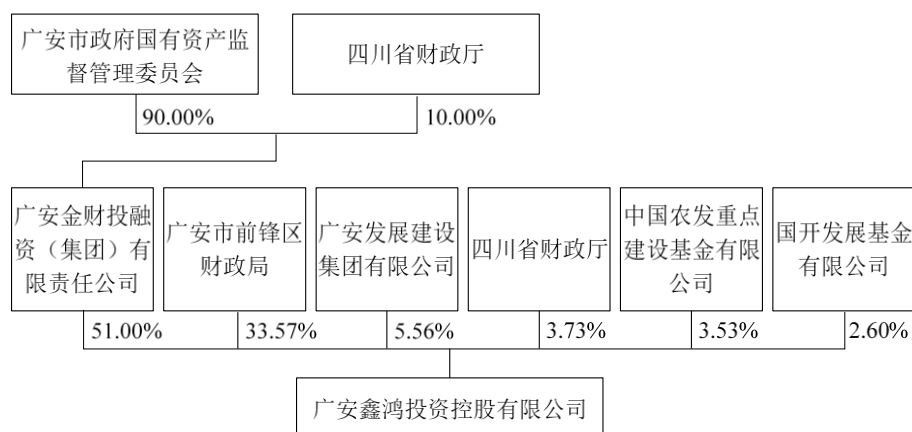 广安市政府国有资产监
督管理委员会
四川省财政厅
90.00%
10.00%
广安金财投融
资（集团）有
限责任公司
广安市前锋区
财政局
广安发展建设
集团有限公司
四川省财政厅
中国农发重点
建设基金有限
公司
国开发展基金
有限公司
51.00%
33.57%
5.56%
3.73%
3.53%
2.60%
广安鑫鸿投资控股有限公司